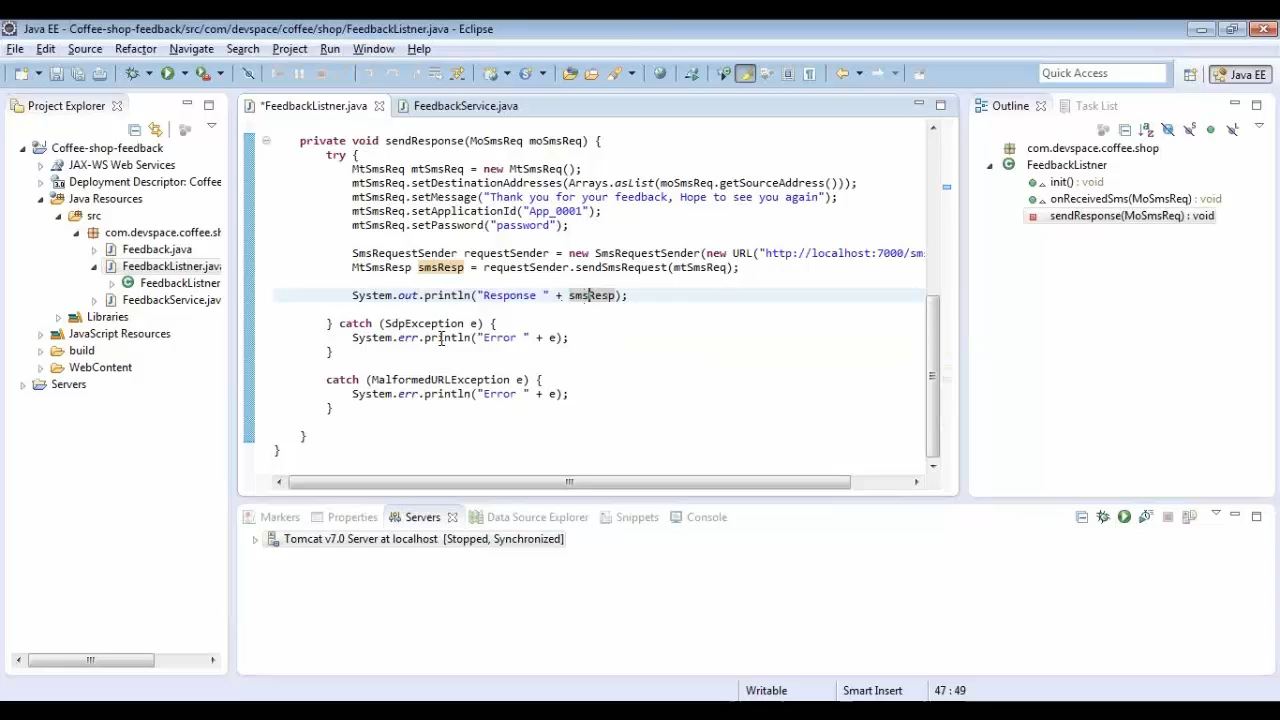 Java EE - Coffee-shop-feedback/src/com/devspace/coffee/shop/FeedbackListner.java - Eclipse
File Edit Source Refactor Navigate Search Project Run Window Help
Quick Access
Java EE
Project Explorer
*FeedbackListner.java
FeedbackService.java
Outline
Task List
Coffee-shop-feedback
JAX-WS Web Services
Deployment Descriptor: Coffee
Java Resources
src
com.devspace.coffee.sh
Feedback.java
FeedbackListner.java
FeedbackListner
FeedbackService.jav
Libraries
JavaScript Resources
build
WebContent
Servers
private void sendResponse(MoSmsReq moSmsReq) {
try {
MtSmsReq mtSmsReq = new MtSmsReq();
mtSmsReq.setDestinationAddresses(Arrays.asList(moSmsReq.getSourceAddress()));
mtSmsReq.setMessage("Thank you for your feedback, Hope to see you again");
mtSmsReq.setApplicationId("App_0001");
mtSmsReq.setPassword("password");
SmsRequestSender requestSender = new SmsRequestSender(new URL("http://localhost:7000/sm
MtSmsResp smsResp = requestSender.sendSmsRequest(mtSmsReq);
System.out.println("Response " + smsResp);
} catch (SdpException e) {
System.err.println("Error " + e);
}
catch (MalformedURLException e) {
System.err.println("Error " + e);
}
}
}
com.devspace.coffee.shop
FeedbackListner
init() : void
onReceivedSms(MoSmsReq) : void
sendResponse(MoSmsReq) : void
Markers Properties Servers Data Source Explorer Snippets Console
Tomcat v7.0 Server at localhost [Stopped, Synchronized]
Writable Smart Insert 47 : 49